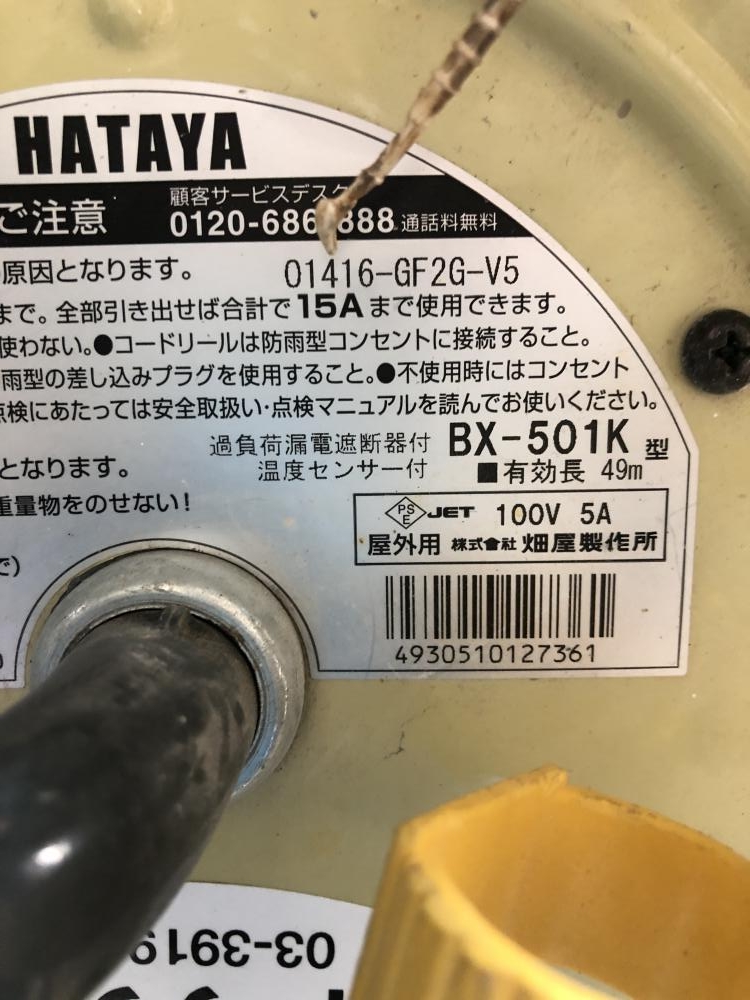 HATAYA
ご注意 顧客サービスデスク
0120-686 888 通話料無料
原因となります。 01416-GF2G-V5
まで。全部引き出せば合計で15Aまで使用できます。
使わない。●コードリールは防雨型コンセントに接続すること。
雨型の差し込みプラグを使用すること。●不使用時にはコンセント
点検にあたっては安全取扱い・点検マニュアルを読んでお使いください。
過負荷漏電遮断器付 BX-501K 型
となります。 温度センサー付 ■有効長 49m
重量物をのせない!
PSE JET 100V 5A
屋外用 株式会社 畑屋製作所
で)
4930510127361
03-3919